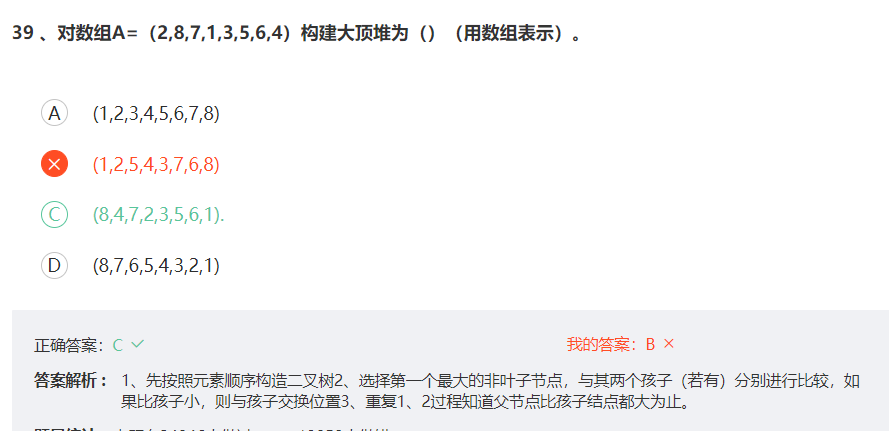 39 、对数组A=（2,8,7,1,3,5,6,4）构建大顶堆为（）（用数组表示）。
A (1,2,3,4,5,6,7,8)
(1,2,5,4,3,7,6,8)
C (8,4,7,2,3,5,6,1).
D (8,7,6,5,4,3,2,1)
正确答案：C 我的答案：B
答案解析： 1、先按照元素顺序构造二叉树2、选择第一个最大的非叶子节点，与其两个孩子（若有）分别进行比较，如
果比孩子小，则与孩子交换位置3、重复1、2过程知道父节点比孩子结点都大为止。